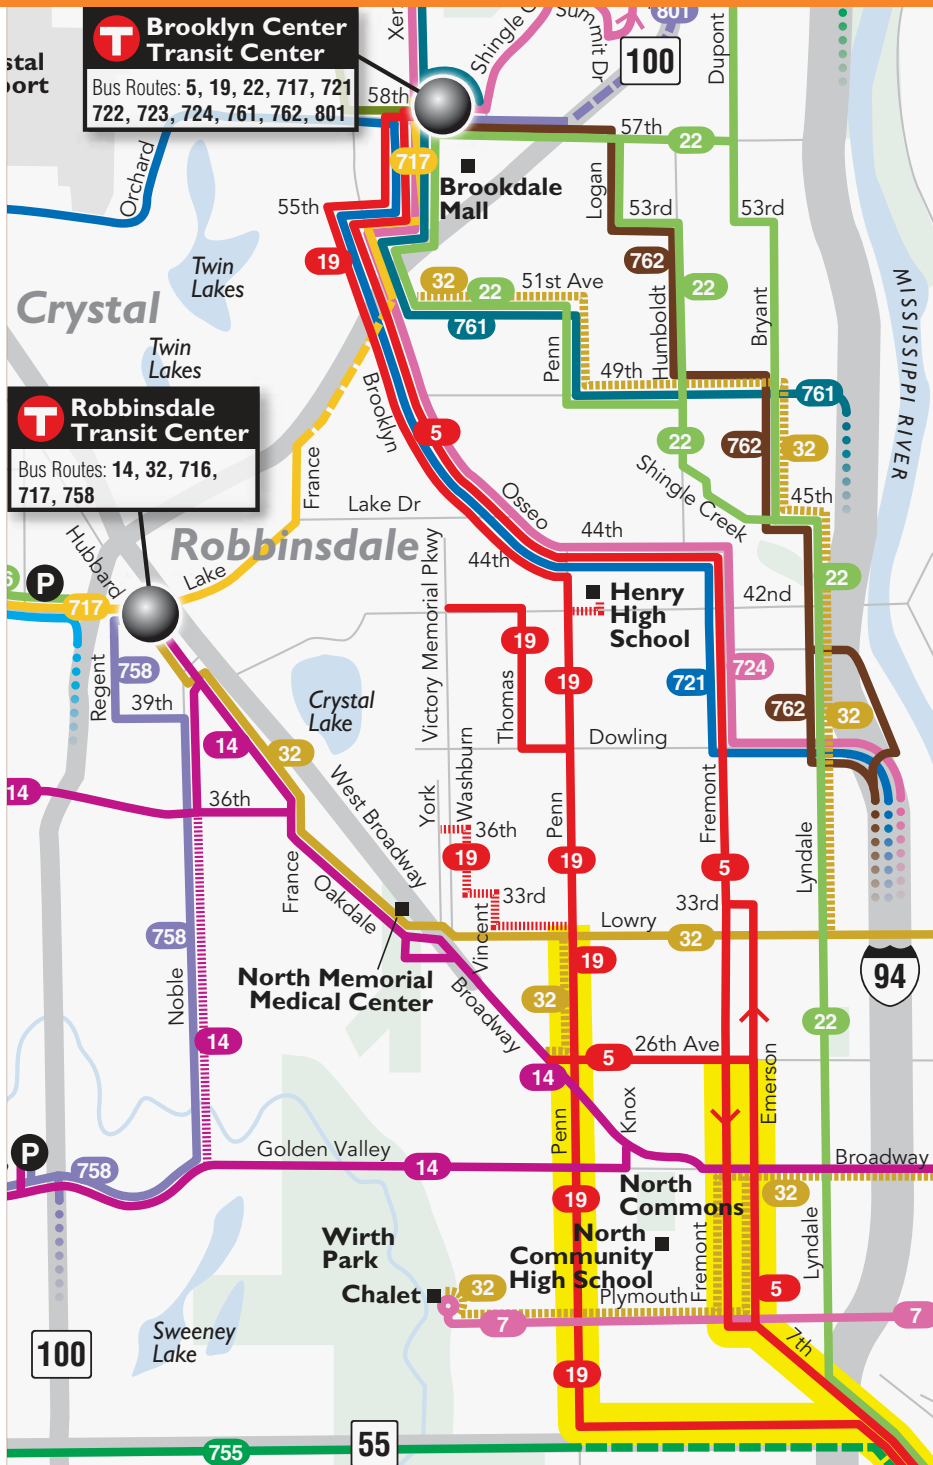 T Brooklyn Center
Transit Center
Bus Routes: 5, 19, 22, 717, 721
722, 723, 724, 761, 762, 801
stal
ort
Xer
Shingle C
Summit Dr
801
100
Dupont
58th
57th
22
717
Orchard
Brookdale
Mall
Logan
55th
53rd
53rd
19
762
Twin
Lakes
32
22
51st Ave
22
Crystal
761
Humboldt
Bryant
MISSISSIPPI RIVER
Twin
Lakes
Penn
49th
761
T Robbinsdale
Transit Center
Bus Routes: 14, 32, 716,
717, 758
Brooklyn
5
22
762
32
France
Osseo
Shingle Creek
45th
Lake Dr
Hubbard
Robbinsdale
44th
44th
Victory Memorial Pkwy
6
P
Lake
Henry
High
School
22
42nd
717
19
Regent
758
19
721
724
39th
Crystal
Lake
Thomas
762
32
14
32
Dowling
14
36th
West Broadway
York
Washburn
36th
Penn
Fremont
19
19
5
Lyndale
France
Oakdale
33rd
33rd
758
Vincent
Lowry
32
North Memorial
Medical Center
19
94
Noble
32
Broadway
22
14
26th Ave
5
14
Emerson
Knox
Penn
P
758
Golden Valley
14
Broadway
North
Commons
32
19
Wirth
Park
North
Community
High School
Fremont
Lyndale
Chalet
32
Plymouth
5
7
7
Sweeney
Lake
7th
100
19
55
755